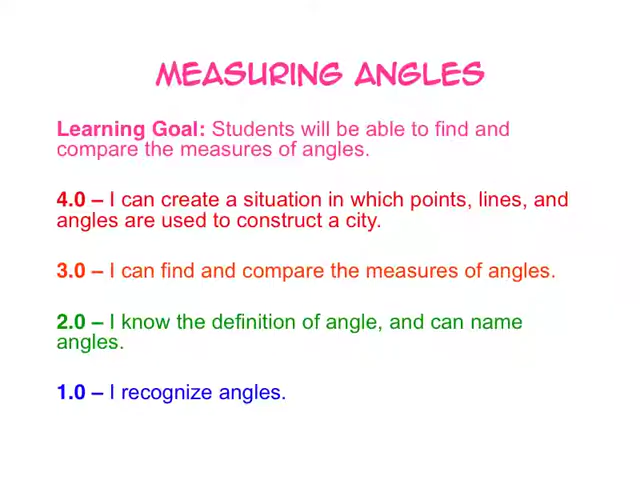 MEASURING ANGLES
Learning Goal: Students will be able to find and
compare the measures of angles.
4.0 – I can create a situation in which points, lines, and
angles are used to construct a city.
3.0 – I can find and compare the measures of angles.
2.0 – I know the definition of angle, and can name
angles.
1.0 – I recognize angles.